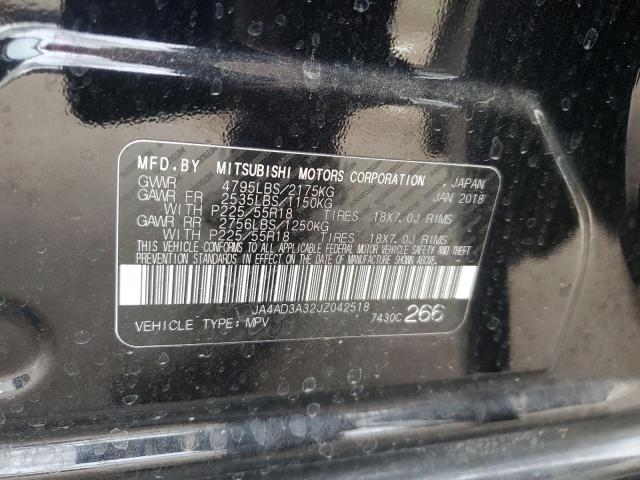 MFD.BY MITSUBISHI MOTORS CORPORATION , JAPAN
GVWR 4795LBS/2175KG JAN 2018
GAWR FR 2535LBS/1150KG
WITH P225/55R18 TIRES 18X7.0J RIMS
GAWR RR 2756LBS/1250KG
WITH P225/55R18 TIRES 18X7.0J RIMS
THIS VEHICLE CONFORMS TO ALL APPLICABLE FEDERAL MOTOR VEHICLE SAFETY AND THEFT
PREVENTION STANDARDS IN EFFECT ON THE DATE OF MANUFACTURE SHOWN ABOVE.
JA4AD3A32JZ042518
VEHICLE TYPE: MPV 7430C 266